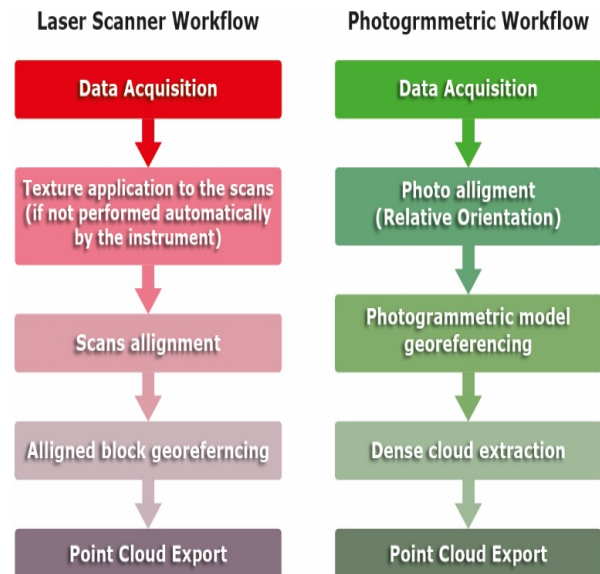 Laser Scanner Workflow
Data Acquisition
Texture application to the scans
(if not performed automatically
by the instrument)
Scans allignment
Alligned block georeferncing
Point Cloud Export
Photogrmmetric Workflow
Data Acquisition
Photo alligment
(Relative Orientation)
Photogrammetric model
georeferencing
Dense cloud extraction
Point Cloud Export